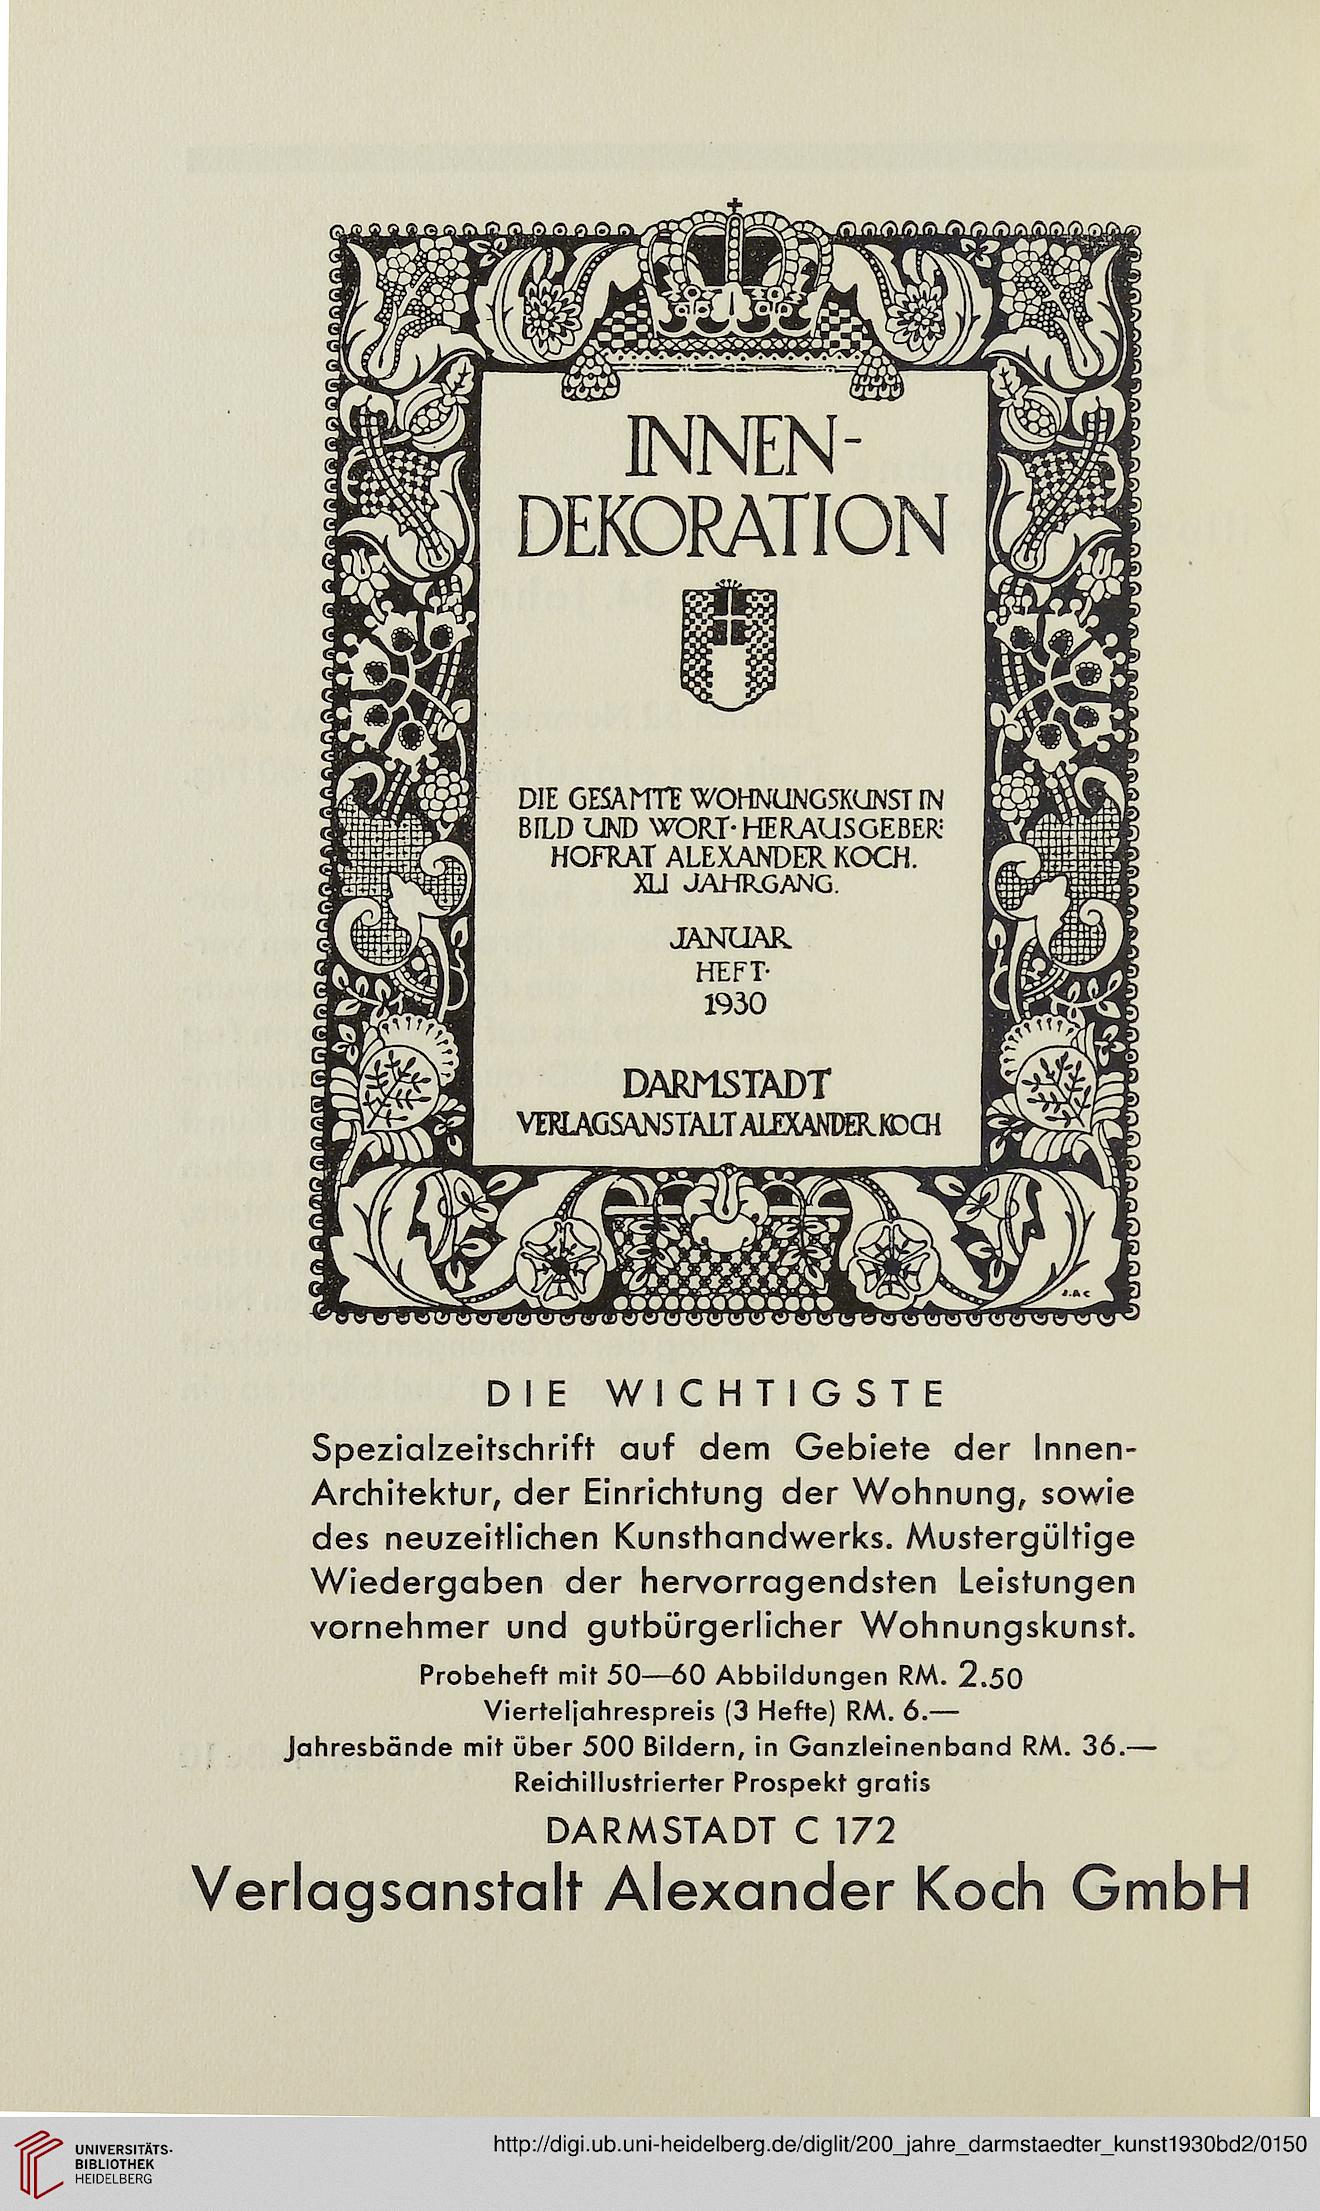 INNEN-
DEKORATION
DIE GESAMTE WOHNUNGSKUNST IN
BILD UND WORT· HERAUSGEBER:
HOFRAT ALEXANDER KOCH.
XLI JAHRGANG.
JANUAR
HEFT·
1930
DARMSTADT
VERLAGSANSTALT ALEXANDER KOCH
J.A.C
DIE WICHTIGSTE
Spezialzeitschrift auf dem Gebiete der Innen-
Architektur, der Einrichtung der Wohnung, sowie
des neuzeitlichen Kunsthandwerks. Mustergültige
Wiedergaben der hervorragendsten Leistungen
vornehmer und gutbürgerlicher Wohnungskunst.
Probeheft mit 50—60 Abbildungen RM. 2.50
Vierteljahrespreis (3 Hefte) RM. 6.—
Jahresbände mit über 500 Bildern, in Ganzleinenband RM. 36.—
Reichillustrierter Prospekt gratis
DARMSTADT C 172
Verlagsanstalt Alexander Koch GmbH
UNIVERSITÄTS-
BIBLIOTHEK
HEIDELBERG
http://digi.ub.uni-heidelberg.de/diglit/200_jahre_darmstaedter_kunst1930bd2/0150